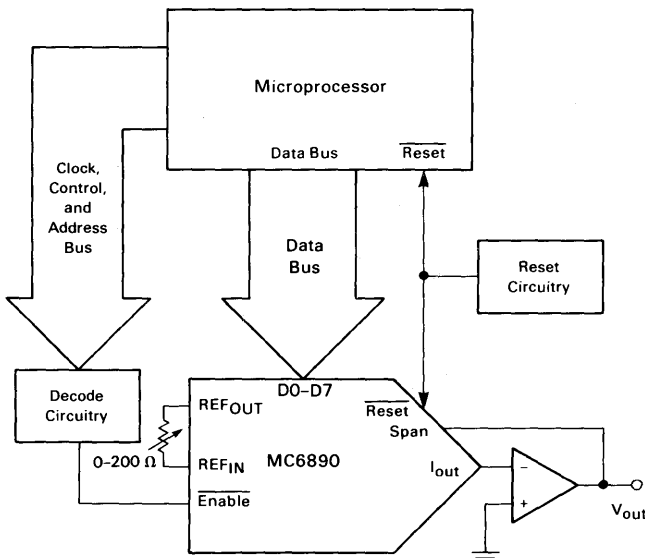 Microprocessor
Data Bus
Reset
Clock,
Control,
and
Address
Bus
Data
Bus
Reset
Circuitry
Decode
Circuitry
D0–D7
REFOUT
Reset
Span
0–200 Ω
REFIN
MC6890
Iout
Enable
−
+
Vout